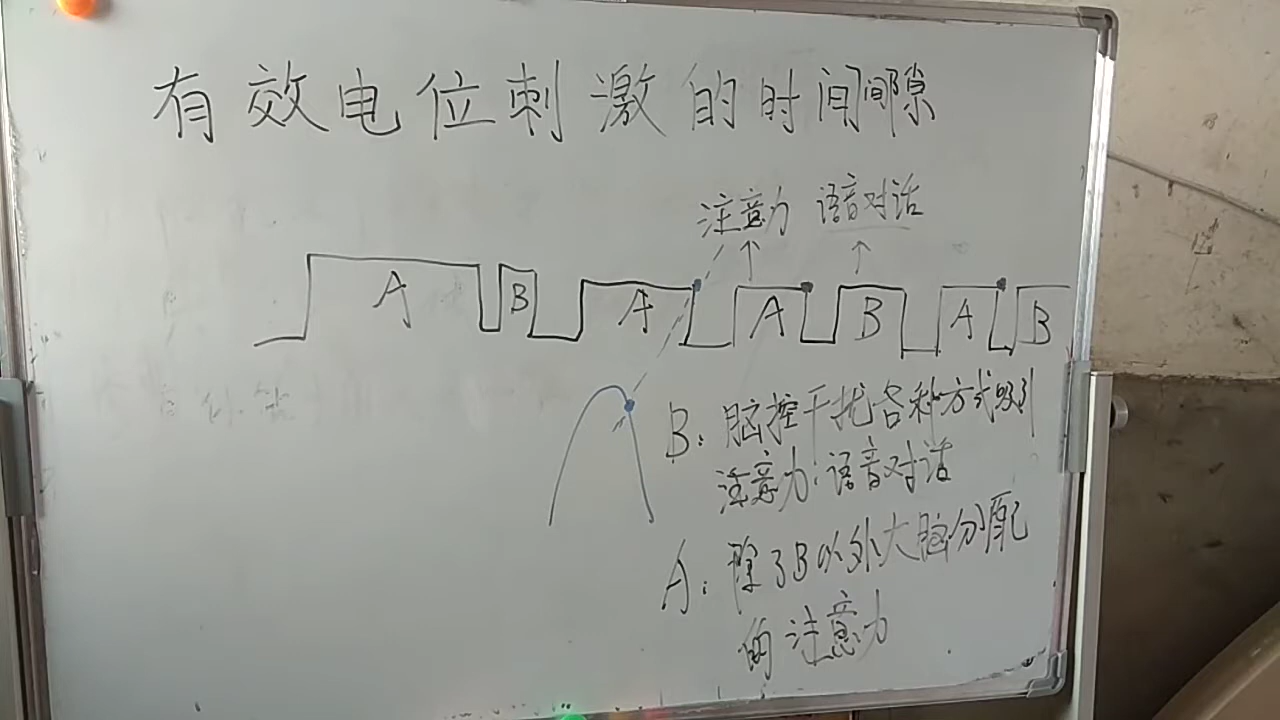 有效电位刺激的时间间隙
注意力 语音对话
A B A A B A B
B：脑控干扰各种方式吸引
注意力：语音对话
A：除了B以外大脑分配
的注意力